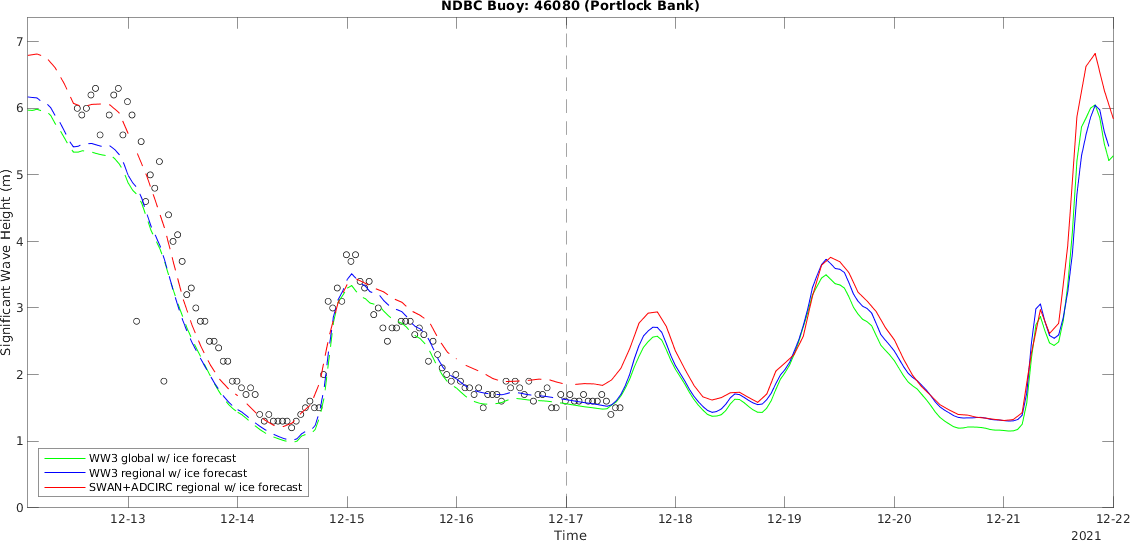 NDBC Buoy: 46080 (Portlock Bank)
Significant Wave Height (m)
7
6
5
4
3
2
1
0
WW3 global w/ ice forecast
WW3 regional w/ ice forecast
SWAN+ADCIRC regional w/ ice forecast
12-13 12-14 12-15 12-16 12-17 12-18 12-19 12-20 12-21 12-22
Time
2021